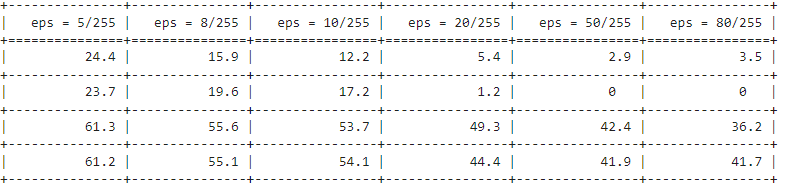 eps = 5/255 | eps = 8/255 | eps = 10/255 | eps = 20/255 | eps = 50/255 | eps = 80/255 |
24.4 | 15.9 | 12.2 | 5.4 | 2.9 | 3.5 |
23.7 | 19.6 | 17.2 | 1.2 | 0 | 0 |
61.3 | 55.6 | 53.7 | 49.3 | 42.4 | 36.2 |
61.2 | 55.1 | 54.1 | 44.4 | 41.9 | 41.7 |